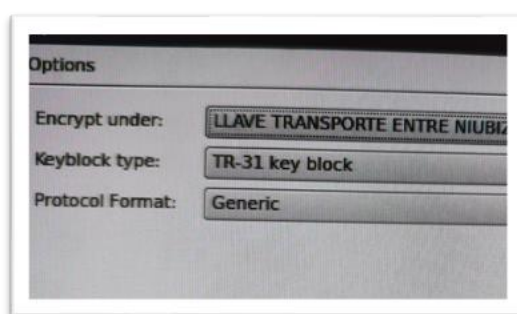 Options
Encrypt under: LLAVE TRANSPORTE ENTRE NIUBIZ
Keyblock type: TR-31 key block
Protocol Format: Generic